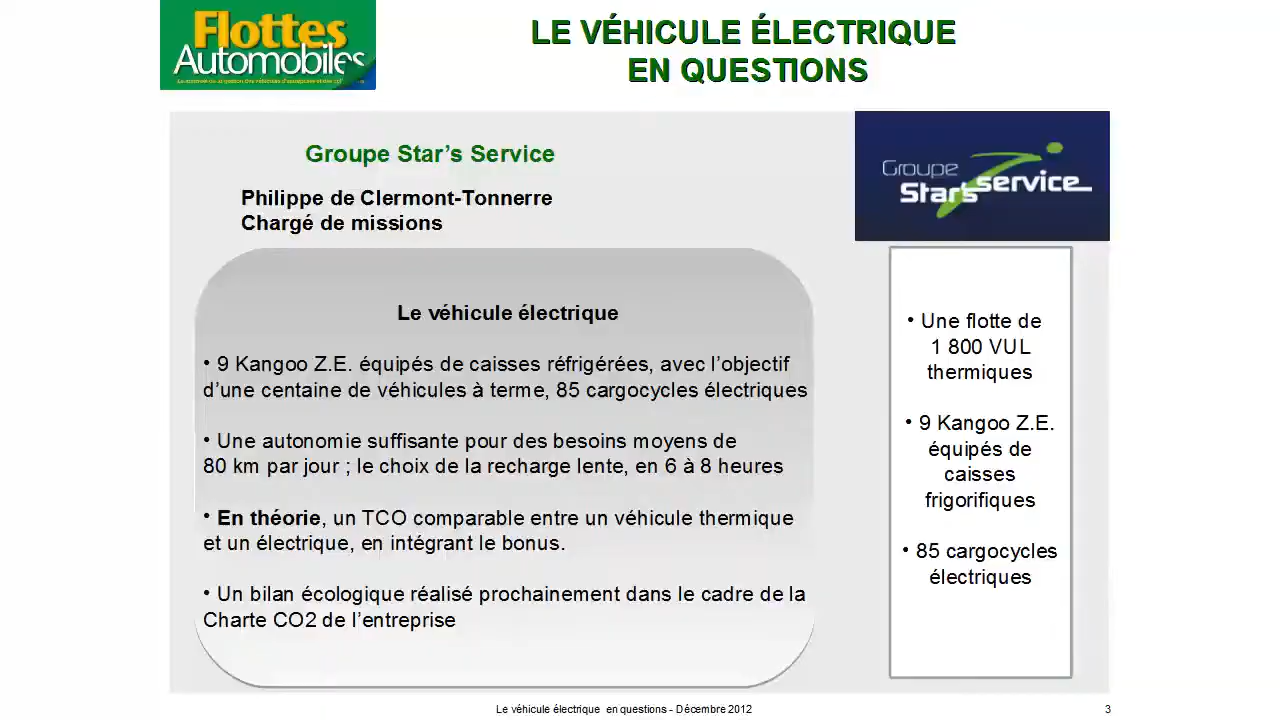 Flottes
Automobiles
LE VÉHICULE ÉLECTRIQUE
EN QUESTIONS
Groupe Star’s Service
Philippe de Clermont-Tonnerre
Chargé de missions
Groupe
Star's service
Le véhicule électrique
• 9 Kangoo Z.E. équipés de caisses réfrigérées, avec l’objectif
d’une centaine de véhicules à terme, 85 cargocycles électriques
• Une autonomie suffisante pour des besoins moyens de
80 km par jour ; le choix de la recharge lente, en 6 à 8 heures
• En théorie, un TCO comparable entre un véhicule thermique
et un électrique, en intégrant le bonus.
• Un bilan écologique réalisé prochainement dans le cadre de la
Charte CO2 de l’entreprise
• Une flotte de
1 800 VUL
thermiques
• 9 Kangoo Z.E.
équipés de
caisses
frigorifiques
• 85 cargocycles
électriques
Le véhicule électrique en questions - Décembre 2012
3